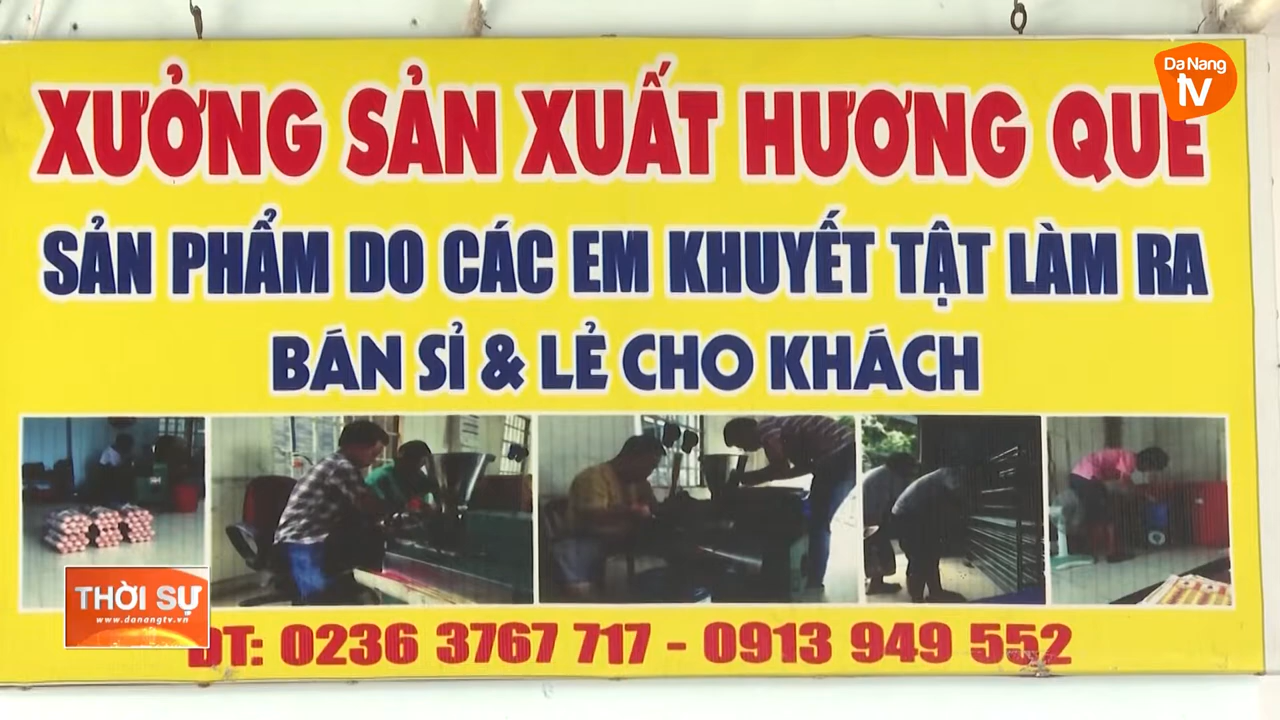 Da Nang
tv
XƯỞNG SẢN XUẤT HƯƠNG QUẾ
SẢN PHẨM DO CÁC EM KHUYẾT TẬT LÀM RA
BÁN SỈ & LẺ CHO KHÁCH
THỜI SỰ
www.danangtv.vn
ĐT: 0236 3767 717 - 0913 949 552